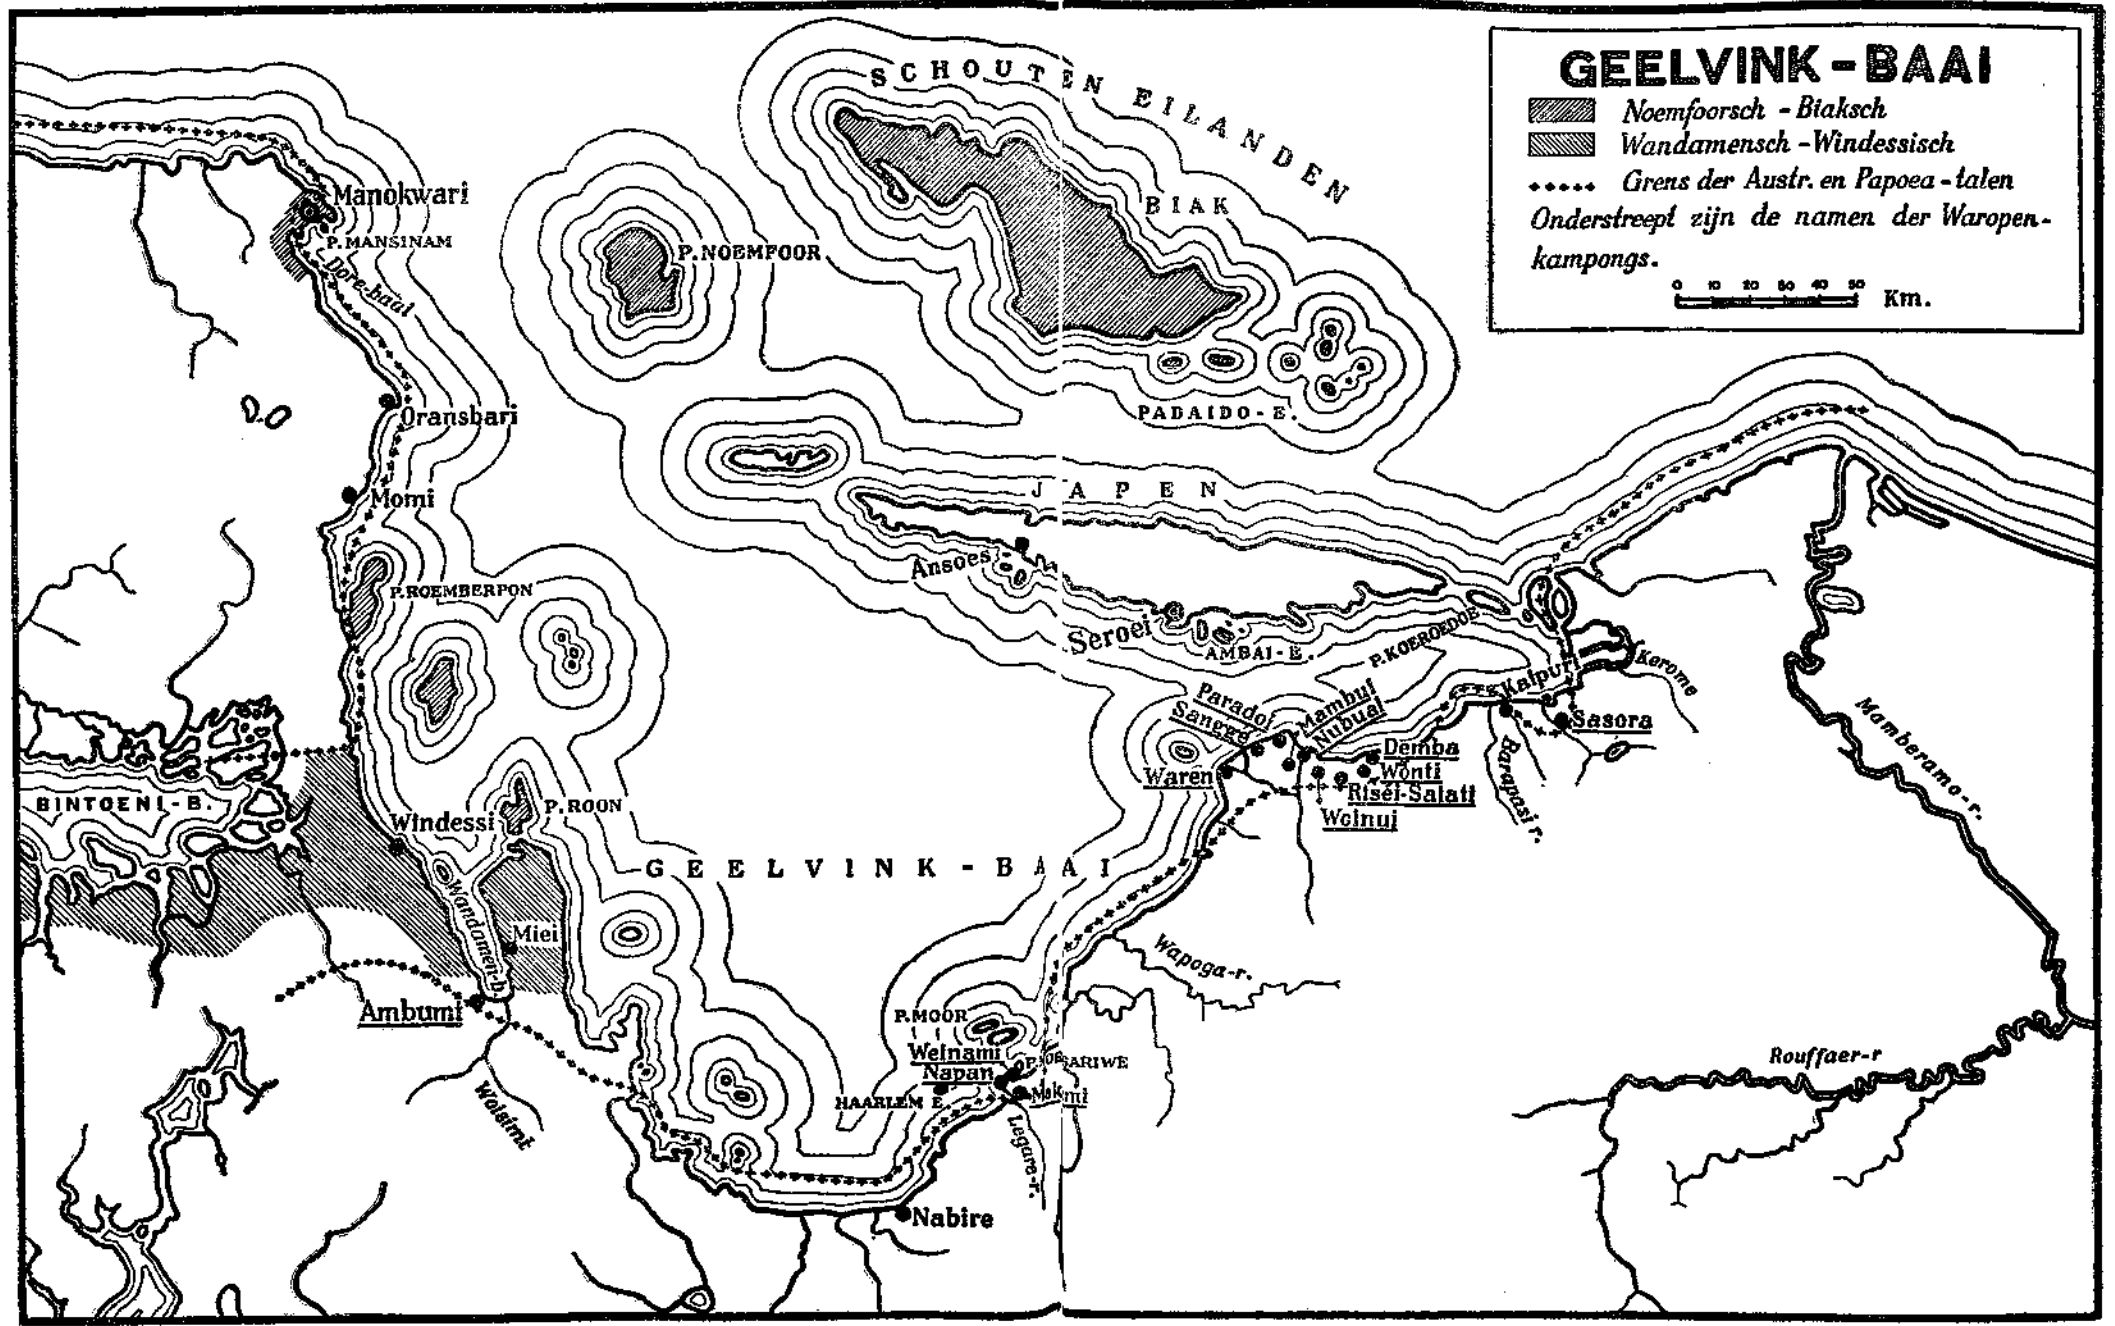 GEELVINK - BAAI
Noemfoorsch - Biaksch
Wandamensch - Windessisch
Grens der Austr. en Papoea - talen
Onderstreept zijn de namen der Waropen-
kampongs.
0 10 20 30 40 50 Km.
SCHOUTEN EILANDEN
BIAK
Manokwari
P. MANSINAM
Dore-baai
P. NOEMFOOR
PADAIDO - E.
Oransbari
JAPEN
Momi
Ansoes
P. ROEMBERPON
Seroei
AMBAI - E.
P. KOEROEDOE
Kerome
Kaipuri
Sasora
Mamberamo - r.
Paradoi
Sanggei
Mambui
Nubuai
Demba
Wonti
Waren
Risei-Saiati
Woinui
Barapasi r.
BINTOENI - B.
Windessi
P. ROON
GEELVINK - BAAI
Wandamen-b.
Miei
Wapoga-r.
Ambumi
P. MOOR
Weinami
Napan
HAARLEM E.
Makimi
Rouffaer-r
Woisimi
Legare-r.
Nabire